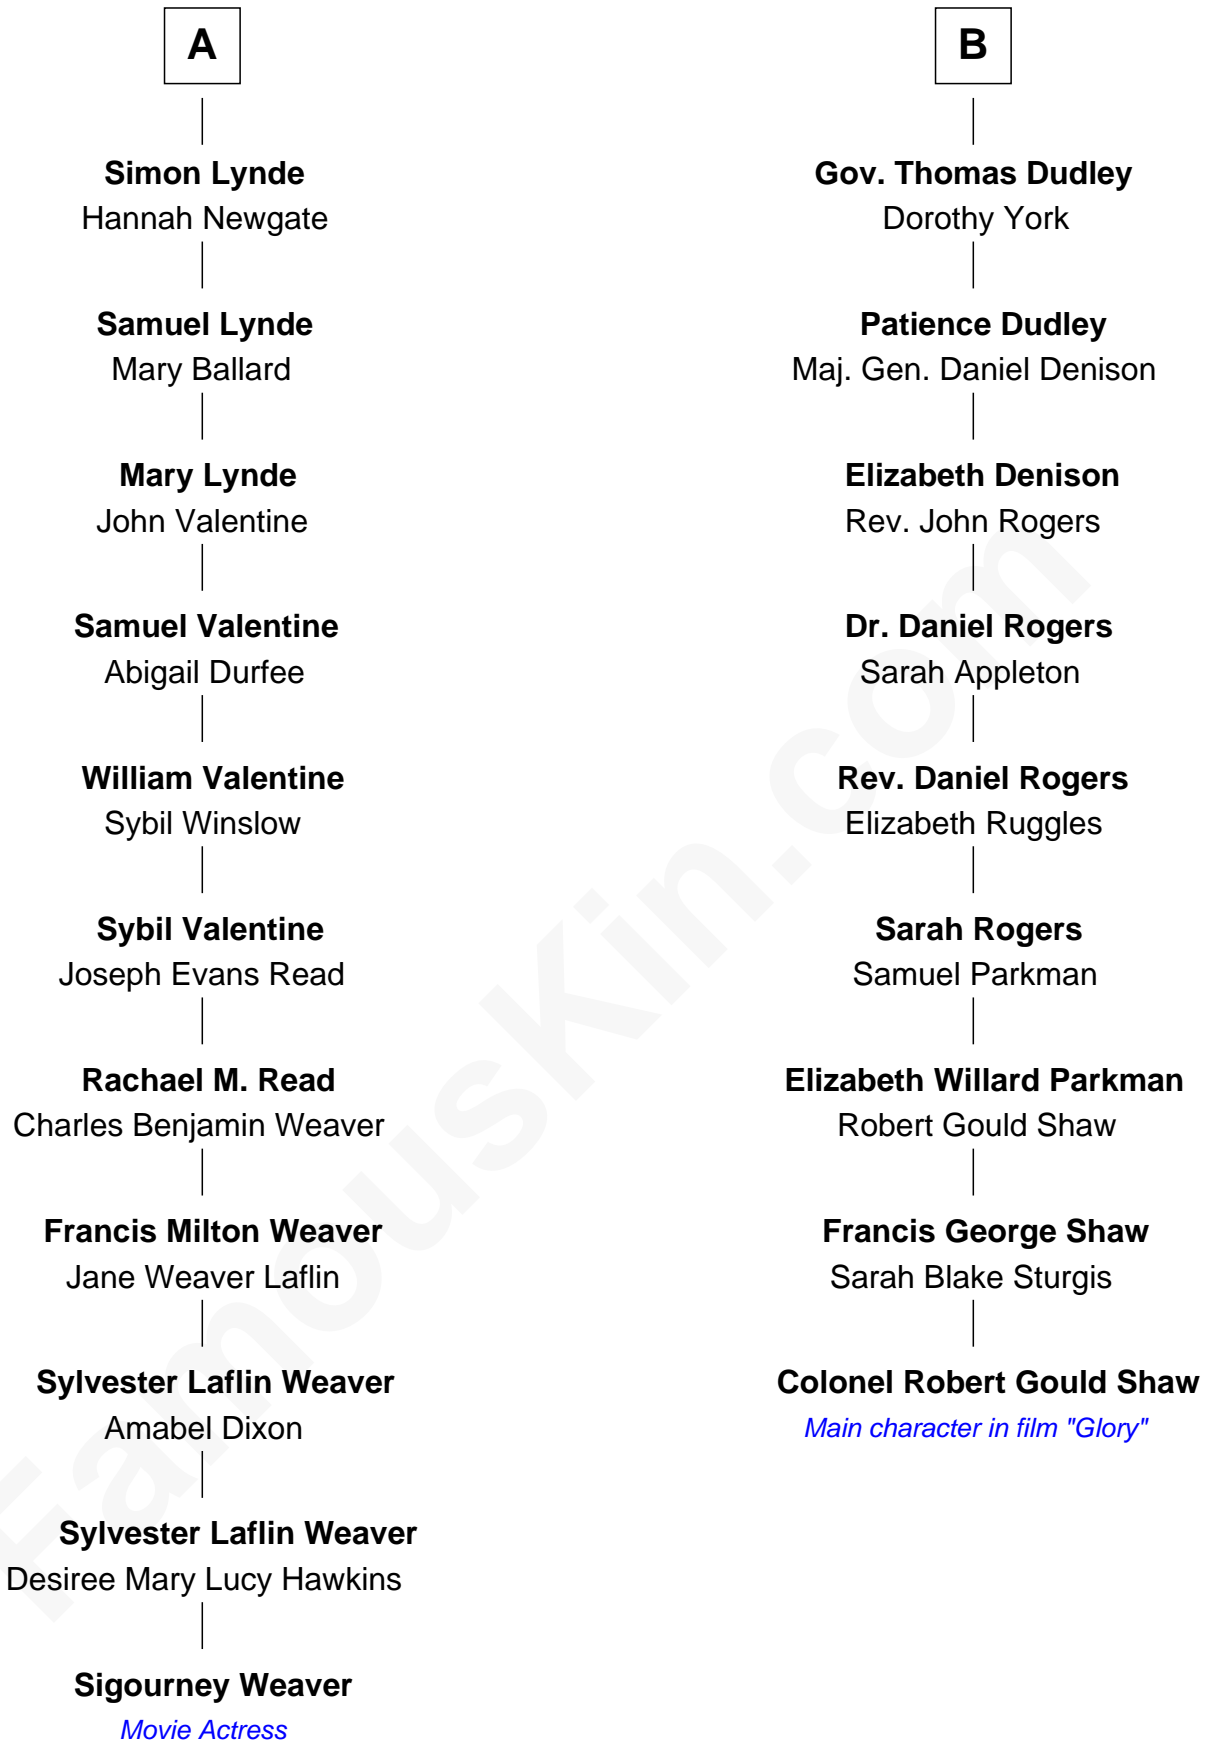 A
Simon Lynde
Hannah Newgate
Samuel Lynde
Mary Ballard
Mary Lynde
John Valentine
Samuel Valentine
Abigail Durfee
William Valentine
Sybil Winslow
Sybil Valentine
Joseph Evans Read
Rachael M. Read
Charles Benjamin Weaver
Francis Milton Weaver
Jane Weaver Laflin
Sylvester Laflin Weaver
Amabel Dixon
Sylvester Laflin Weaver
Desiree Mary Lucy Hawkins
Sigourney Weaver
Movie Actress
B
Gov. Thomas Dudley
Dorothy York
Patience Dudley
Maj. Gen. Daniel Denison
Elizabeth Denison
Rev. John Rogers
Dr. Daniel Rogers
Sarah Appleton
Rev. Daniel Rogers
Elizabeth Ruggles
Sarah Rogers
Samuel Parkman
Elizabeth Willard Parkman
Robert Gould Shaw
Francis George Shaw
Sarah Blake Sturgis
Colonel Robert Gould Shaw
Main character in film "Glory"
FamousKin.com